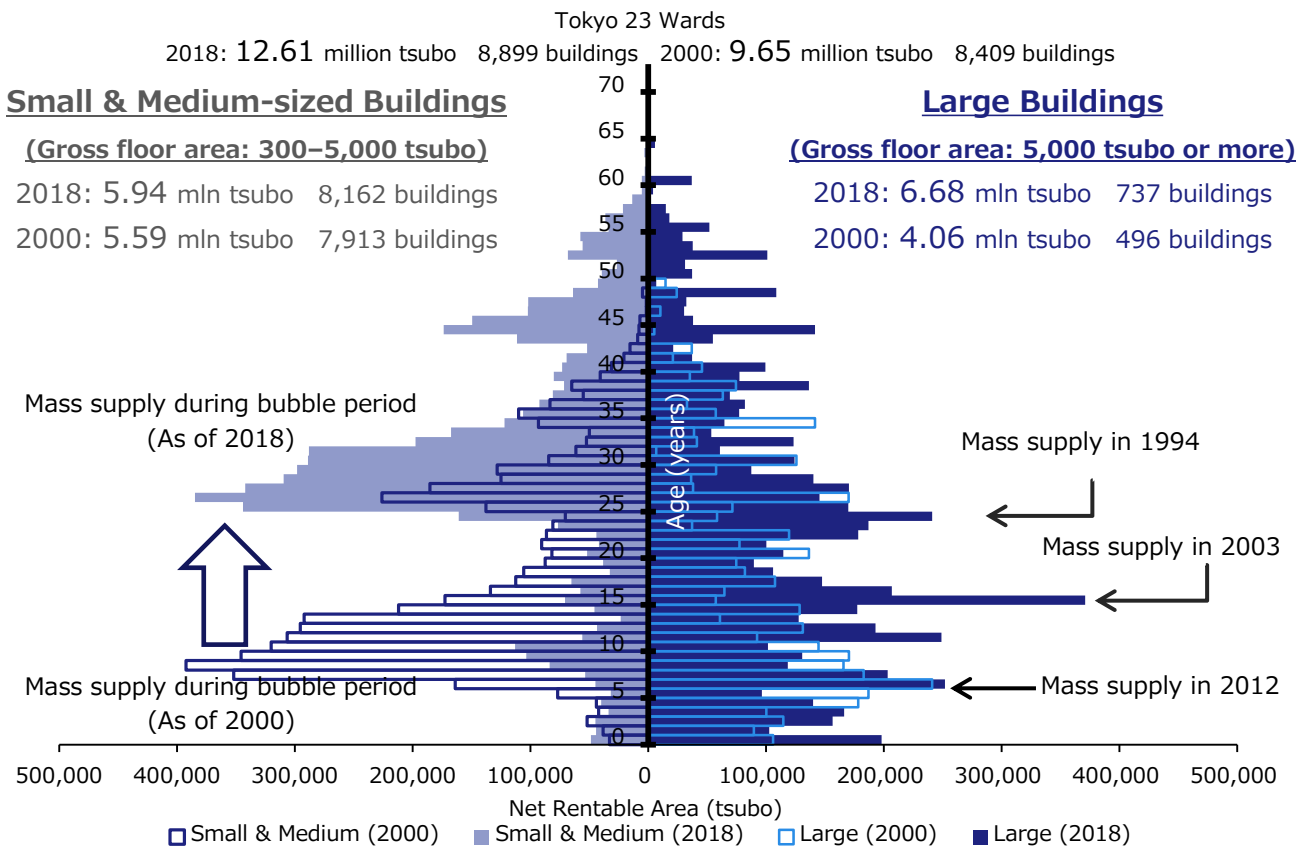 Tokyo 23 Wards
2018: 12.61 million tsubo 8,899 buildings 2000: 9.65 million tsubo 8,409 buildings
Small & Medium-sized Buildings
(Gross floor area: 300–5,000 tsubo)
2018: 5.94 mln tsubo 8,162 buildings
2000: 5.59 mln tsubo 7,913 buildings
Large Buildings
(Gross floor area: 5,000 tsubo or more)
2018: 6.68 mln tsubo 737 buildings
2000: 4.06 mln tsubo 496 buildings
70
65
60
55
50
45
40
35
30
25
20
15
10
5
0
Age (years)
Mass supply during bubble period
(As of 2018)
Mass supply during bubble period
(As of 2000)
Mass supply in 1994
Mass supply in 2003
Mass supply in 2012
500,000 400,000 300,000 200,000 100,000 0 100,000 200,000 300,000 400,000 500,000
Net Rentable Area (tsubo)
Small & Medium (2000) Small & Medium (2018) Large (2000) Large (2018)